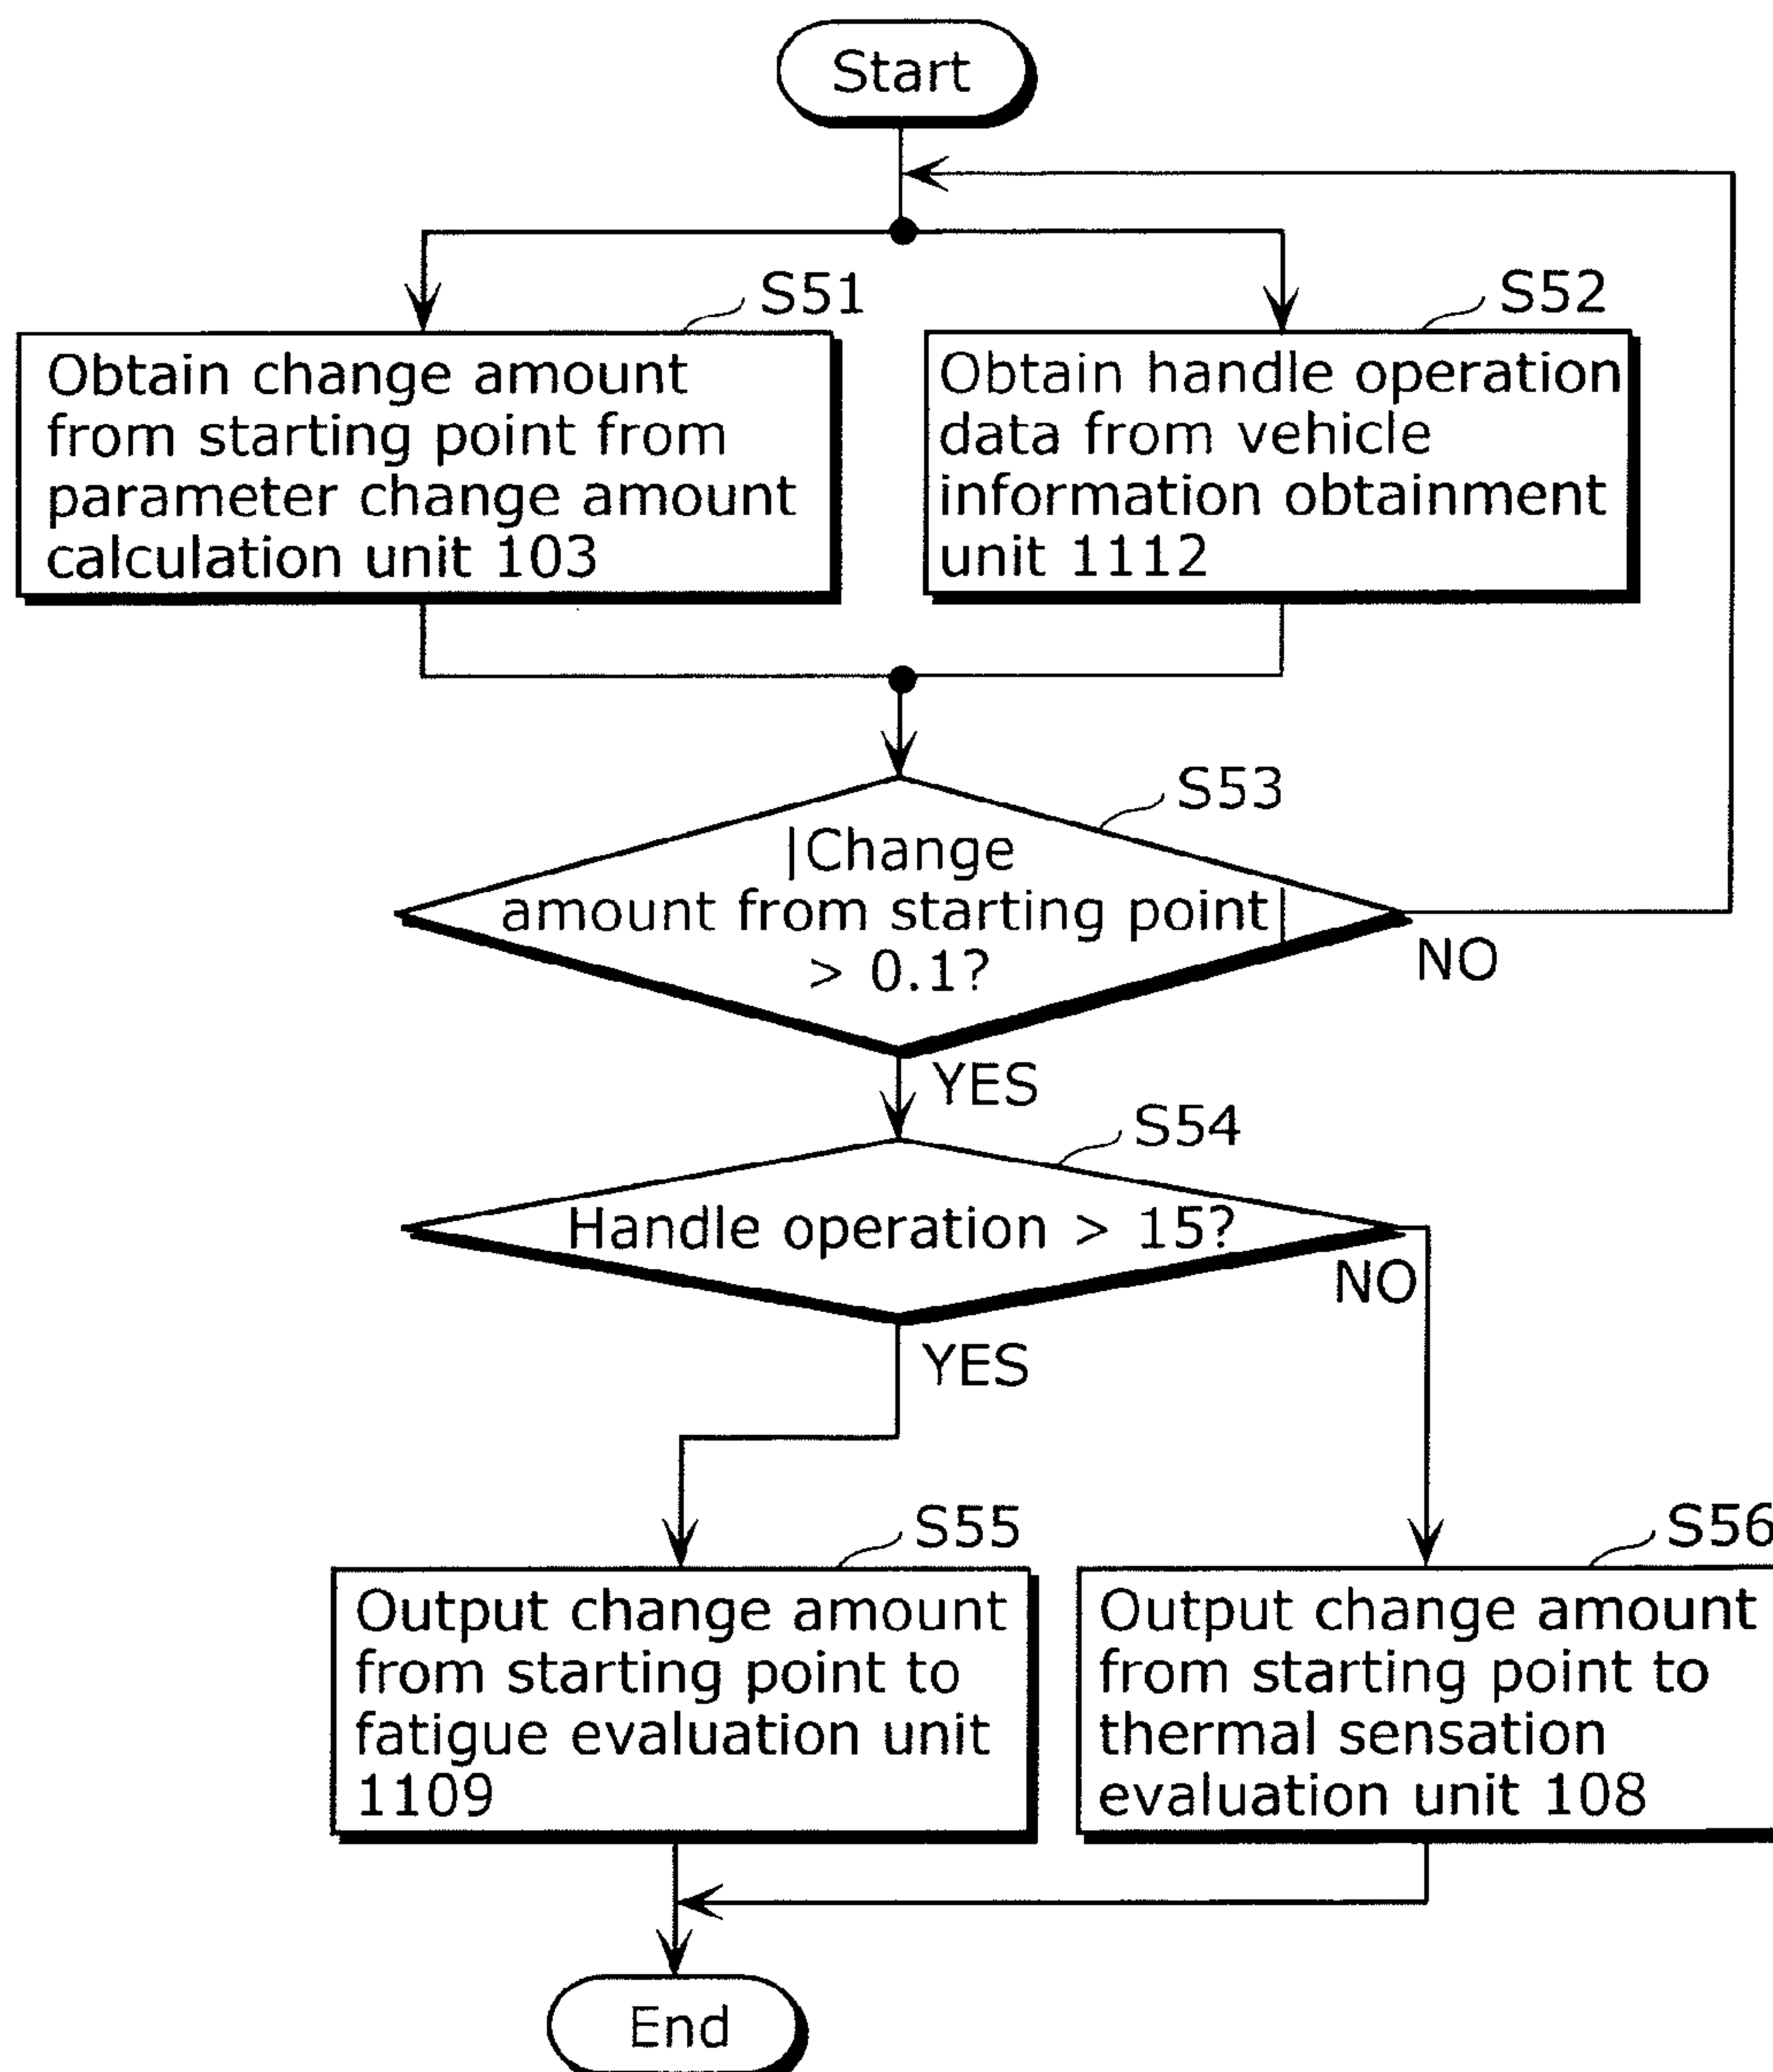 Start
S51
Obtain change amount
from starting point from
parameter change amount
calculation unit 103
S52
Obtain handle operation
data from vehicle
information obtainment
unit 1112
S53
|Change
amount from starting point|
> 0.1?
NO
YES
S54
Handle operation > 15?
NO
YES
S55
Output change amount
from starting point to
fatigue evaluation unit
1109
S56
Output change amount
from starting point to
thermal sensation
evaluation unit 108
End